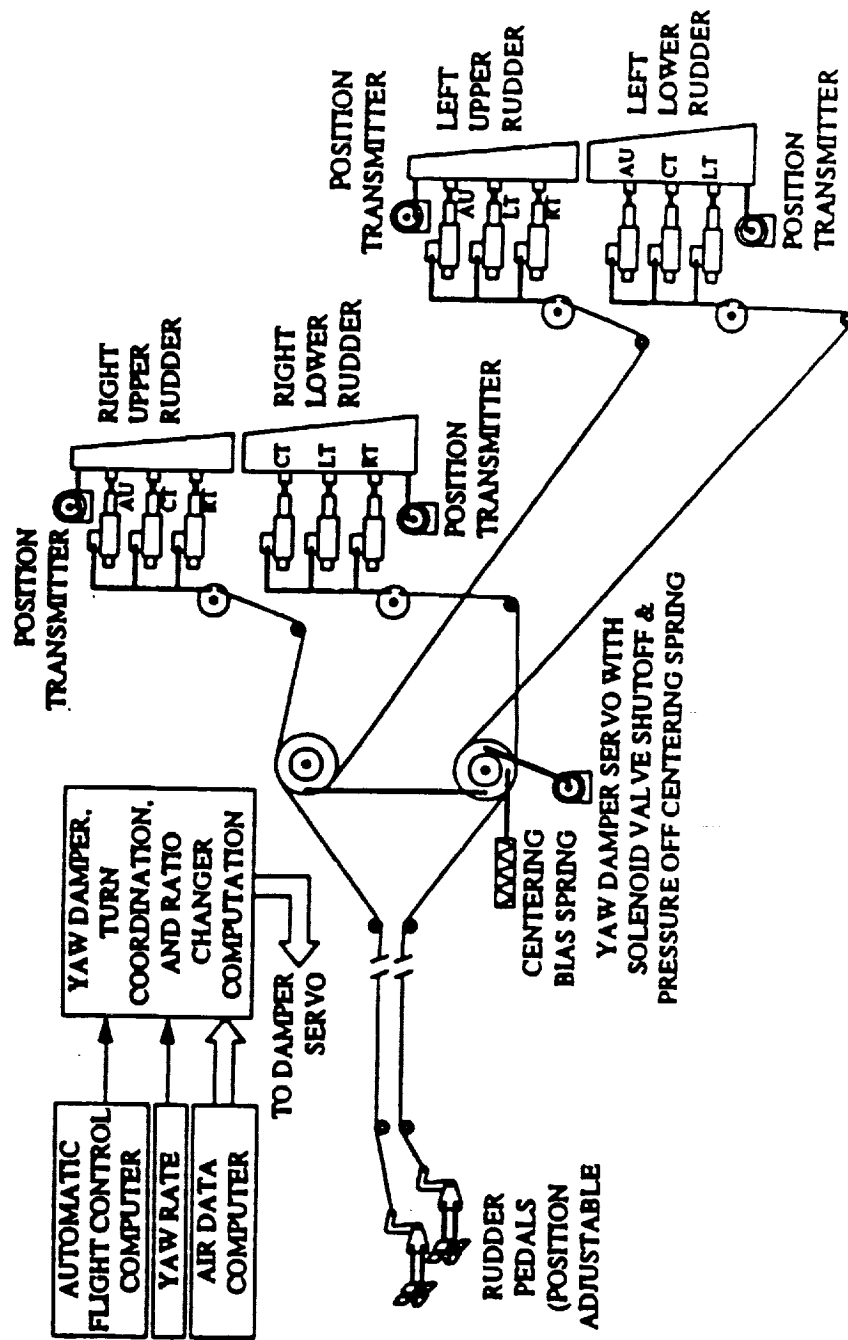 AUTOMATIC
FLIGHT CONTROL
COMPUTER
YAW RATE
AIR DATA
COMPUTER
YAW DAMPER,
TURN
COORDINATION,
AND RATIO
CHANGER
COMPUTATION
TO DAMPER
SERVO
POSITION
TRANSMITTER
AU
CT
RT
RIGHT
UPPER
RUDDER
CT
LT
RT
RIGHT
LOWER
RUDDER
POSITION
TRANSMITTER
POSITION
TRANSMITTER
AU
LT
RT
LEFT
UPPER
RUDDER
AU
CT
LT
LEFT
LOWER
RUDDER
POSITION
TRANSMITTER
RUDDER
PEDALS
(POSITION
ADJUSTABLE
CENTERING
BIAS SPRING
YAW DAMPER SERVO WITH
SOLENOID VALVE SHUTOFF &
PRESSURE OFF CENTERING SPRING